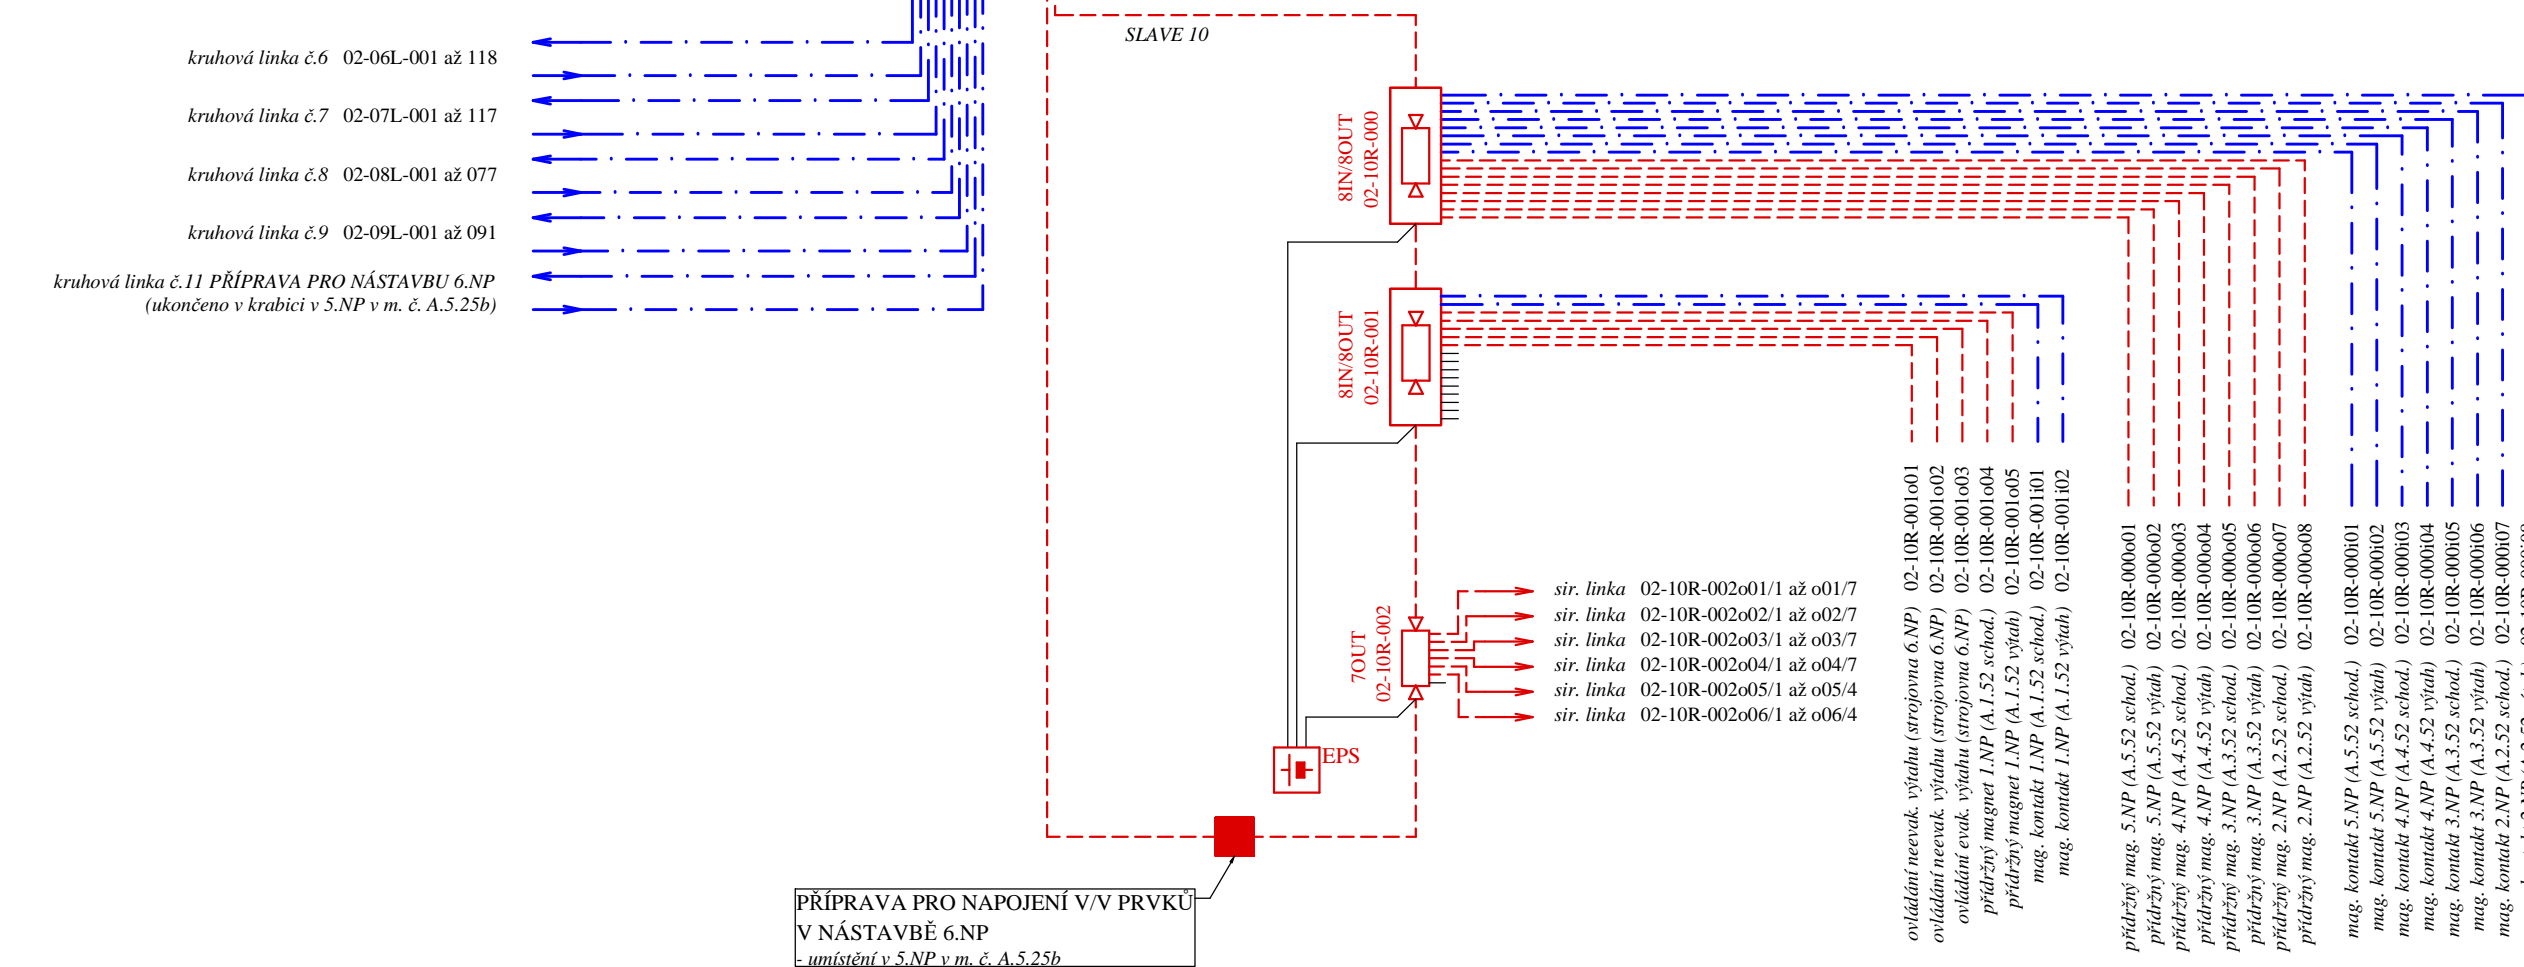 SLAVE 10
kruhová linka č.6 02-06L-001 až 118
kruhová linka č.7 02-07L-001 až 117
kruhová linka č.8 02-08L-001 až 077
kruhová linka č.9 02-09L-001 až 091
kruhová linka č.11 PŘÍPRAVA PRO NÁSTAVBU 6.NP
(ukončeno v krabici v 5.NP v m. č. A.5.25b)
8IN/8OUT
02-10R-000
8IN/8OUT
02-10R-001
7OUT
02-10R-002
sir. linka 02-10R-002o01/1 až o01/7
sir. linka 02-10R-002o02/1 až o02/7
sir. linka 02-10R-002o03/1 až o03/7
sir. linka 02-10R-002o04/1 až o04/7
sir. linka 02-10R-002o05/1 až o05/4
sir. linka 02-10R-002o06/1 až o06/4
EPS
PŘÍPRAVA PRO NAPOJENÍ V/V PRVKŮ
V NÁSTAVBĚ 6.NP
- umístění v 5.NP v m. č. A.5.25b
ovládání neevak. výtahu (strojovna 6.NP) 02-10R-001o01
ovládání neevak. výtahu (strojovna 6.NP) 02-10R-001o02
ovládání evak. výtahu (strojovna 6.NP) 02-10R-001o03
přídržný magnet 1.NP (A.1.52 schod.) 02-10R-001o04
přídržný magnet 1.NP (A.1.52 výtah) 02-10R-001o05
mag. kontakt 1.NP (A.1.52 schod.) 02-10R-001i01
mag. kontakt 1.NP (A.1.52 výtah) 02-10R-001i02
přídržný mag. 5.NP (A.5.52 schod.) 02-10R-000o01
přídržný mag. 5.NP (A.5.52 výtah) 02-10R-000o02
přídržný mag. 4.NP (A.4.52 schod.) 02-10R-000o03
přídržný mag. 4.NP (A.4.52 výtah) 02-10R-000o04
přídržný mag. 3.NP (A.3.52 schod.) 02-10R-000o05
přídržný mag. 3.NP (A.3.52 výtah) 02-10R-000o06
přídržný mag. 2.NP (A.2.52 schod.) 02-10R-000o07
přídržný mag. 2.NP (A.2.52 výtah) 02-10R-000o08
mag. kontakt 5.NP (A.5.52 schod.) 02-10R-000i01
mag. kontakt 5.NP (A.5.52 výtah) 02-10R-000i02
mag. kontakt 4.NP (A.4.52 schod.) 02-10R-000i03
mag. kontakt 4.NP (A.4.52 výtah) 02-10R-000i04
mag. kontakt 3.NP (A.3.52 schod.) 02-10R-000i05
mag. kontakt 3.NP (A.3.52 výtah) 02-10R-000i06
mag. kontakt 2.NP (A.2.52 schod.) 02-10R-000i07